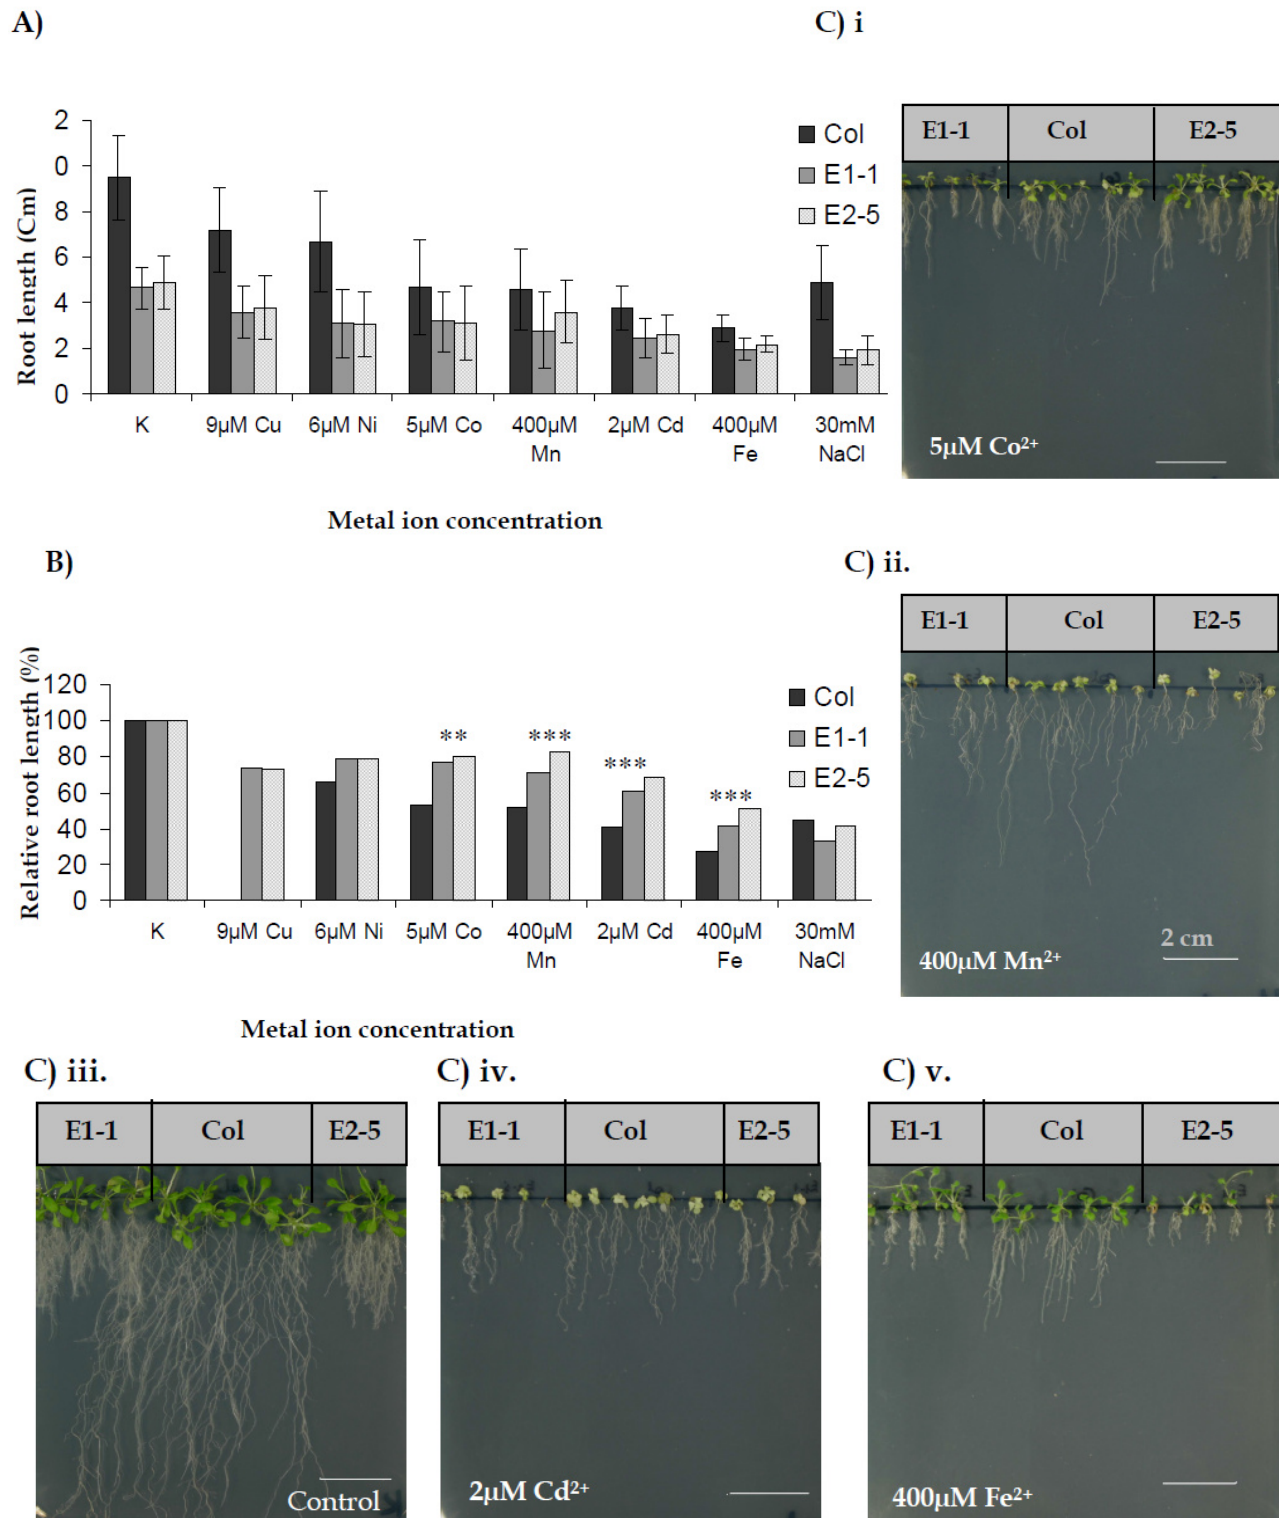 A)
C) i
2
0
8
6
4
2
0
Root length (Cm)
Col
E1-1
E2-5
K
9µM Cu
6µM Ni
5µM Co
400µM Mn
2µM Cd
400µM Fe
30mM NaCl
Metal ion concentration
E1-1 Col E2-5
5µM Co²⁺
B)
C) ii.
120
100
80
60
40
20
0
Relative root length (%)
**
***
***
***
Col
E1-1
E2-5
K
9µM Cu
6µM Ni
5µM Co
400µM Mn
2µM Cd
400µM Fe
30mM NaCl
Metal ion concentration
E1-1 Col E2-5
2 cm
400µM Mn²⁺
C) iii.
C) iv.
C) v.
E1-1 Col E2-5
Control
E1-1 Col E2-5
2µM Cd²⁺
E1-1 Col E2-5
400µM Fe²⁺